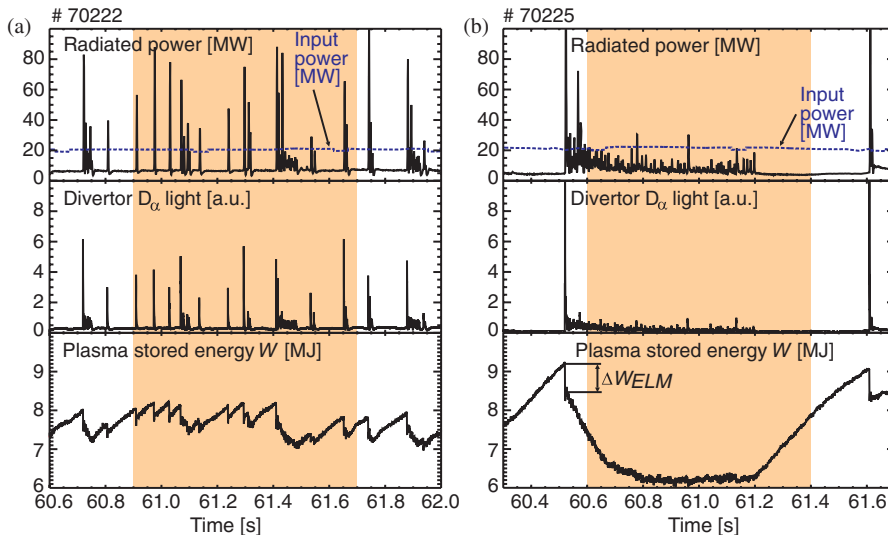 # 70222
(a)
Radiated power [MW]
Input
power
[MW]
80
60
40
20
0
Divertor Dα light [a.u.]
8
6
4
2
0
Plasma stored energy W [MJ]
9
8
7
6
60.6 60.8 61.0 61.2 61.4 61.6 61.8 62.0
Time [s]
# 70225
(b)
Radiated power [MW]
Input
power
[MW]
80
60
40
20
0
Divertor Dα light [a.u.]
8
6
4
2
0
Plasma stored energy W [MJ]
ΔWELM
9
8
7
6
60.4 60.6 60.8 61.0 61.2 61.4 61.6
Time [s]